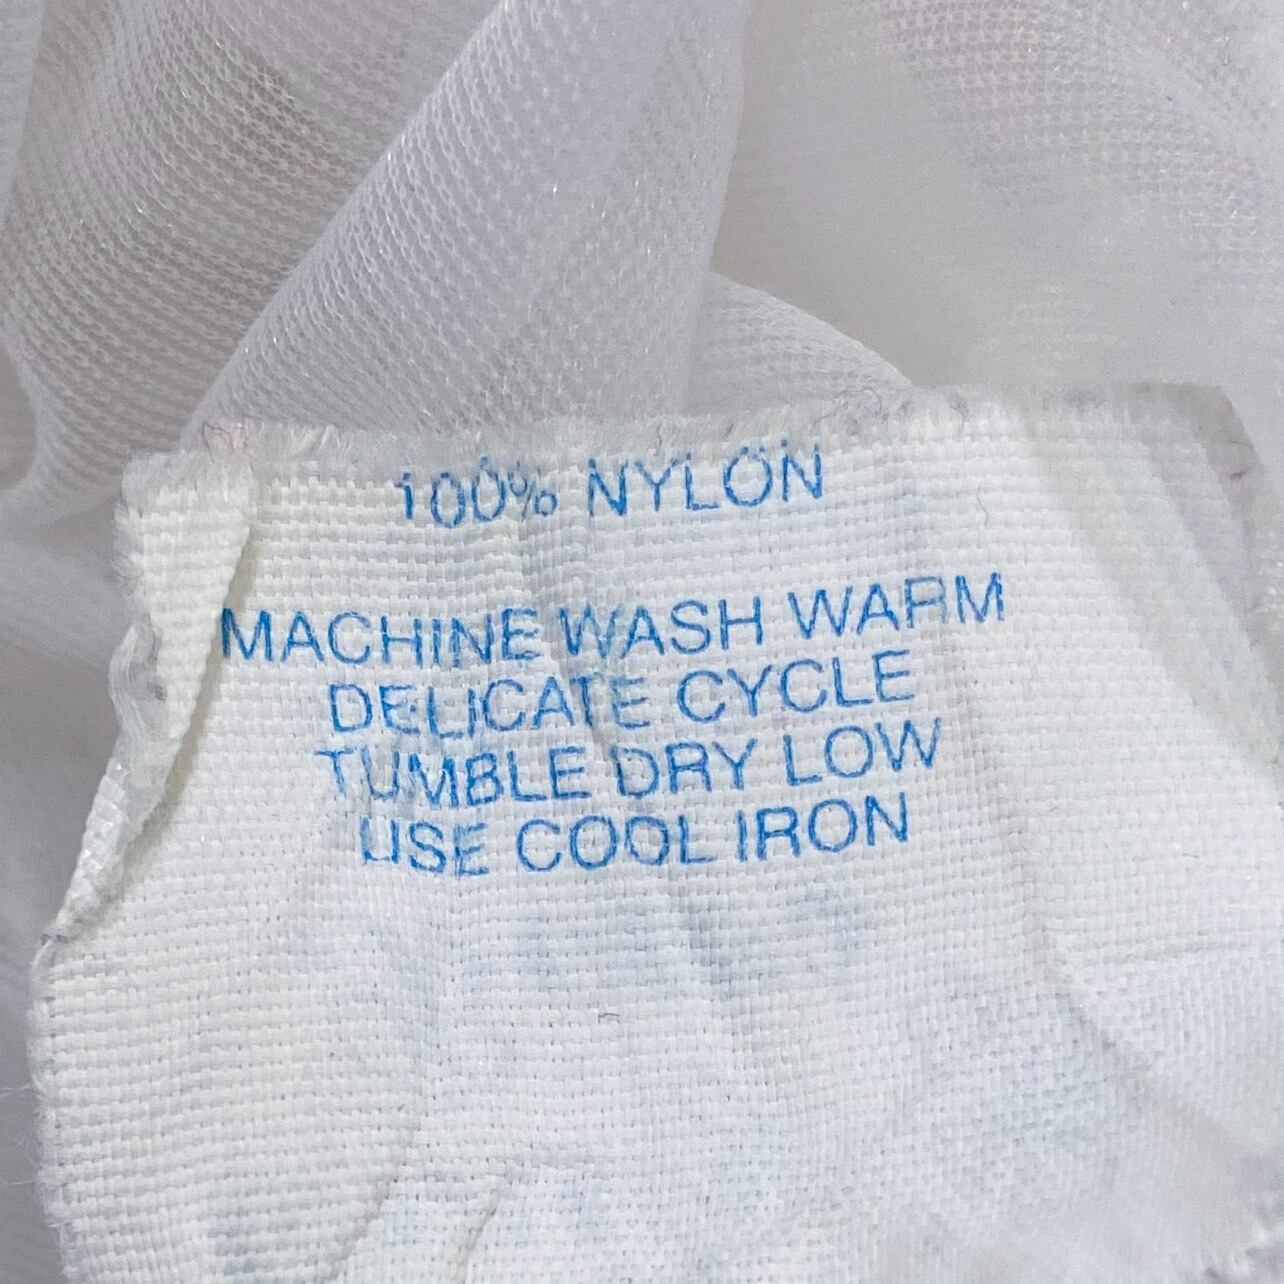 100% NYLON
MACHINE WASH WARM
DELICATE CYCLE
TUMBLE DRY LOW
USE COOL IRON